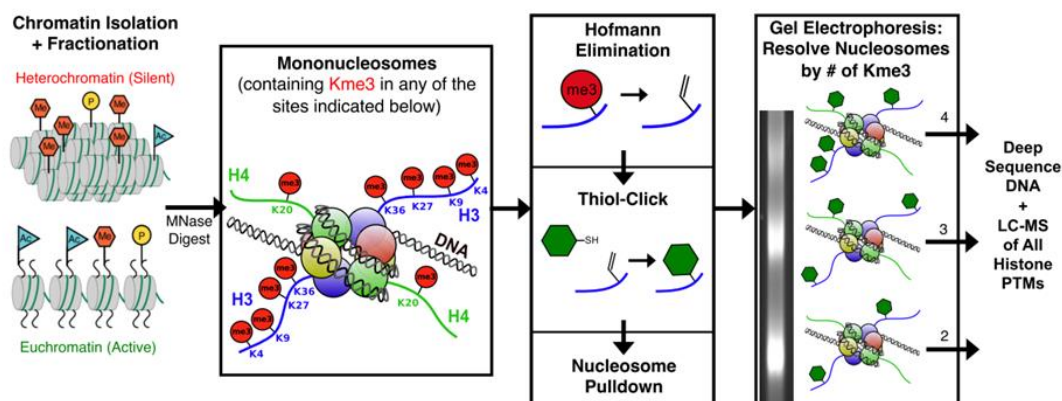 Chromatin Isolation
+ Fractionation
Heterochromatin (Silent)
Me
P
Me
Me
Me
Me
Ac
Ac
Ac
Me
P
Euchromatin (Active)
MNase
Digest
Mononucleosomes
(containing Kme3 in any of the
sites indicated below)
H4
me3
K20
me3
me3
me3
me3
K36
K27
K9
K4
H3
DNA
me3
me3
me3
me3
K36
K27
K9
K4
H3
me3
K20
H4
Hofmann
Elimination
me3
Thiol-Click
SH
Nucleosome
Pulldown
Gel Electrophoresis:
Resolve Nucleosomes
by # of Kme3
4
3
2
Deep
Sequence
DNA
+
LC-MS
of All
Histone
PTMs